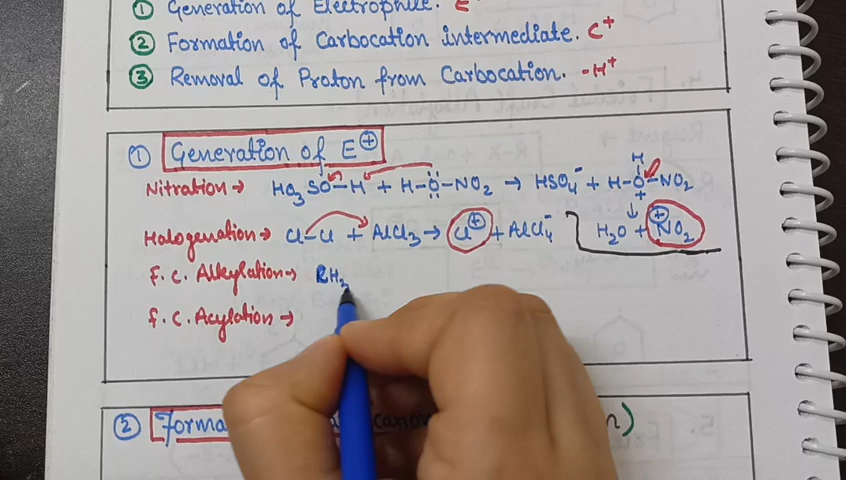 ① Generation of Electrophile. E
② Formation of Carbocation intermediate. C⁺
③ Removal of Proton from Carbocation. -H⁺
① Generation of E⊕
Nitration → HO₃SO-H + H-O-NO₂ → HSO₄⁻ + H-O-NO₂
H
+
↓
Halogenation → Cl-Cl + AlCl₃ → Cl⊕ + AlCl₄⁻
H₂O + ⊕NO₂
F.C. Alkylation → RH₃
F.C. Acylation →
②